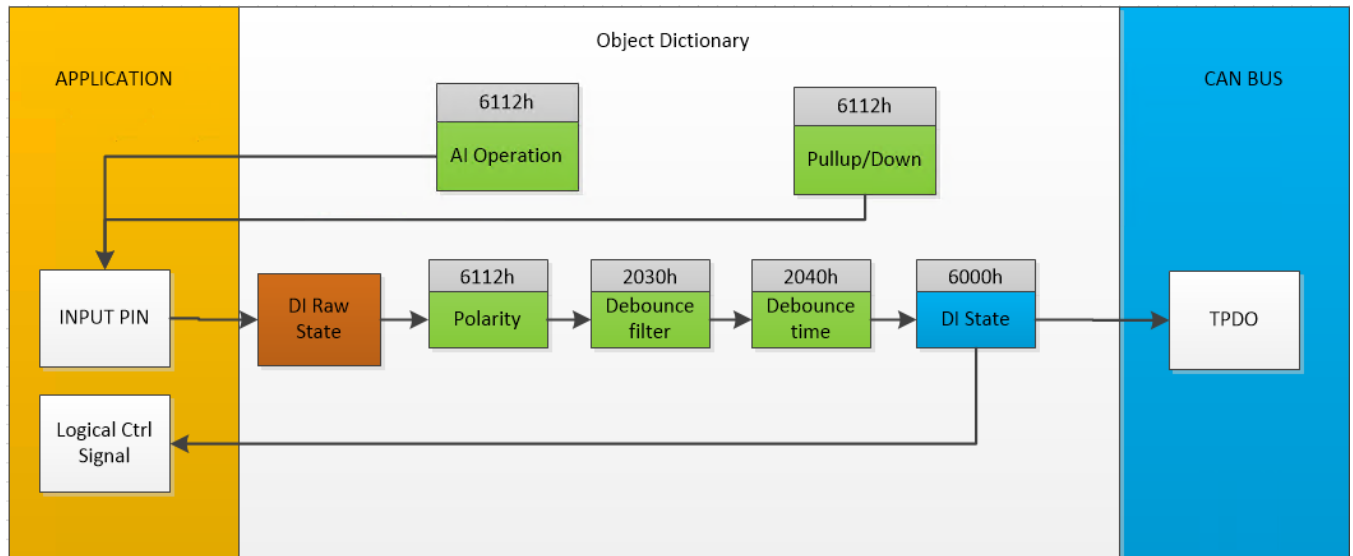 Object Dictionary
APPLICATION
CAN BUS
6112h
AI Operation
6112h
Pullup/Down
INPUT PIN
DI Raw
State
6112h
Polarity
2030h
Debounce
filter
2040h
Debounce
time
6000h
DI State
TPDO
Logical Ctrl
Signal